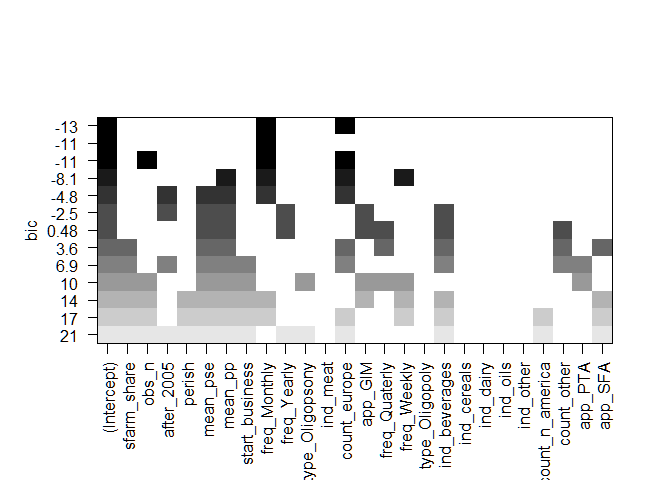 -13
-11
-11
-8.1
-4.8
-2.5
0.48
3.6
6.9
10
14
17
21
bic
(Intercept)
sfarm_share
obs_n
after_2005
perish
mean_pse
mean_pp
start_business
freq_Monthly
freq_Yearly
type_Oligopsony
ind_meat
count_europe
app_GIM
freq_Quaterly
freq_Weekly
type_Oligopoly
ind_beverages
ind_cereals
ind_dairy
ind_oils
ind_other
count_n_america
count_other
app_PTA
app_SFA